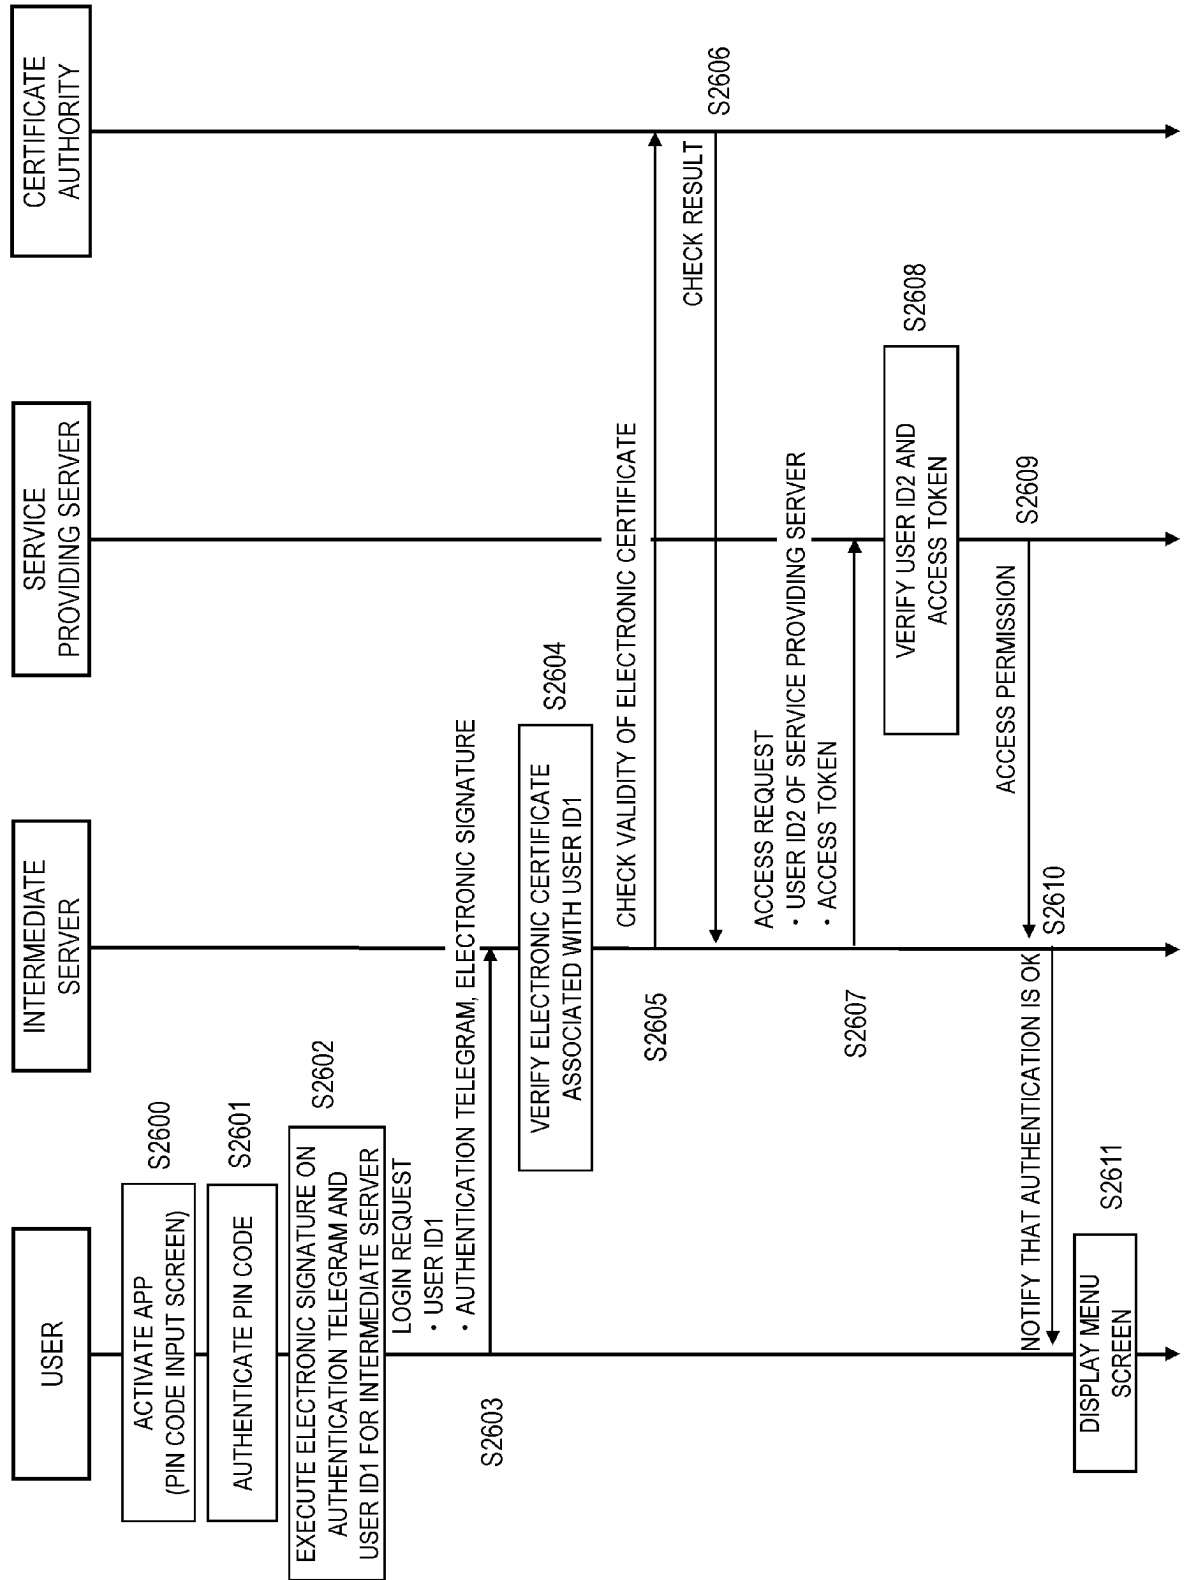 USER
INTERMEDIATE
SERVER
SERVICE
PROVIDING SERVER
CERTIFICATE
AUTHORITY
ACTIVATE APP
(PIN CODE INPUT SCREEN)
S2600
AUTHENTICATE PIN CODE
S2601
EXECUTE ELECTRONIC SIGNATURE ON
AUTHENTICATION TELEGRAM AND
USER ID1 FOR INTERMEDIATE SERVER
S2602
LOGIN REQUEST
・USER ID1
・AUTHENTICATION TELEGRAM, ELECTRONIC SIGNATURE
S2603
VERIFY ELECTRONIC CERTIFICATE
ASSOCIATED WITH USER ID1
S2604
CHECK VALIDITY OF ELECTRONIC CERTIFICATE
S2605
CHECK RESULT
S2606
ACCESS REQUEST
・USER ID2 OF SERVICE PROVIDING SERVER
・ACCESS TOKEN
S2607
VERIFY USER ID2 AND
ACCESS TOKEN
S2608
ACCESS PERMISSION
S2609
NOTIFY THAT AUTHENTICATION IS OK
S2610
DISPLAY MENU
SCREEN
S2611